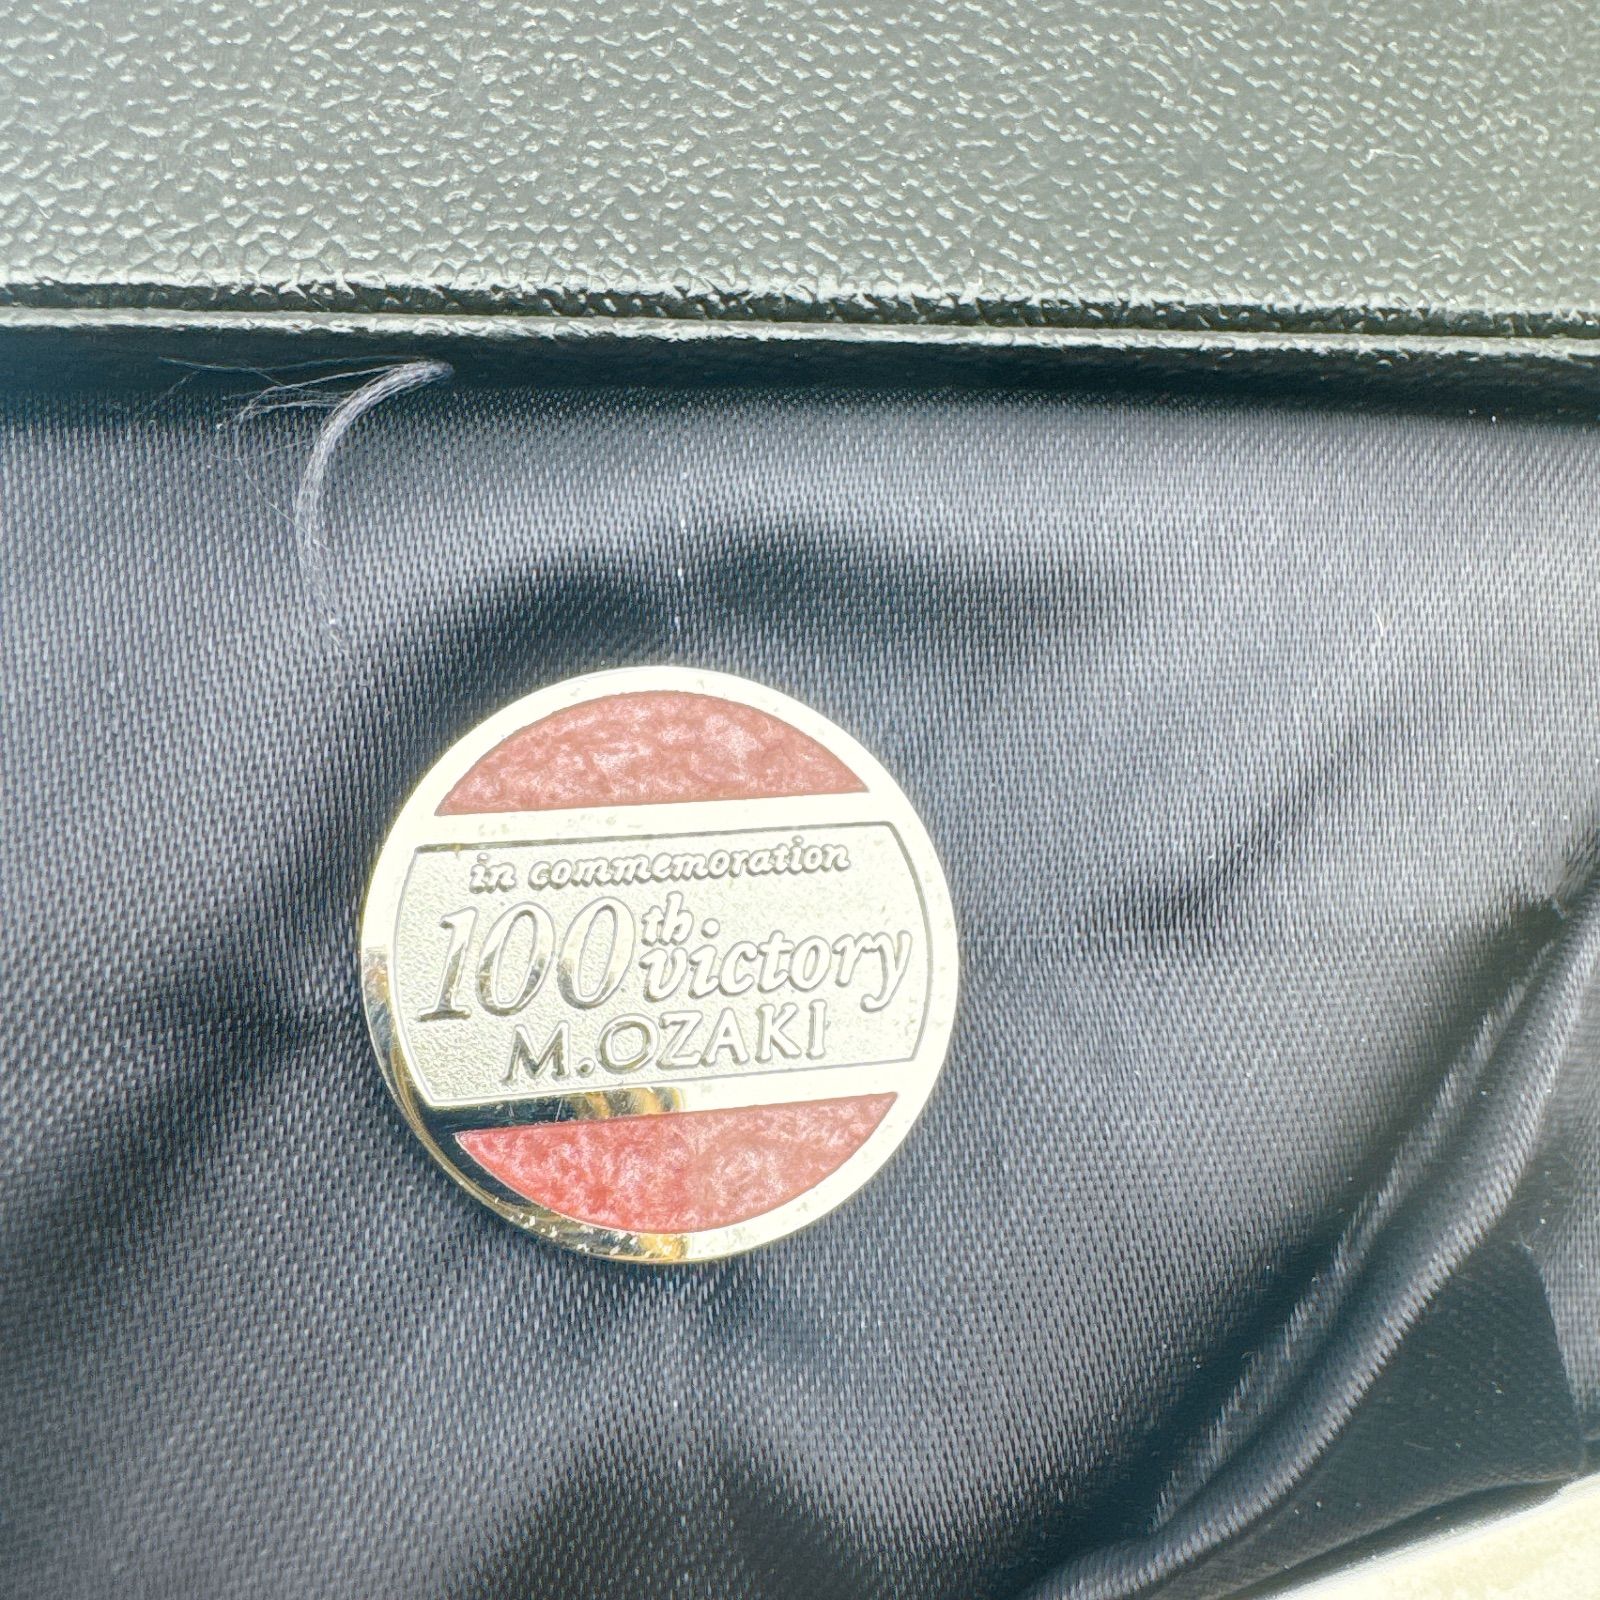 in commemoration
100th victory
M.OZAKI